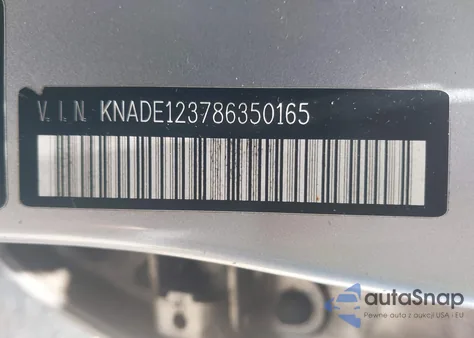 V.I.N. KNADE123786350165
autoSnap
Pewne auta z aukcji USA i EU